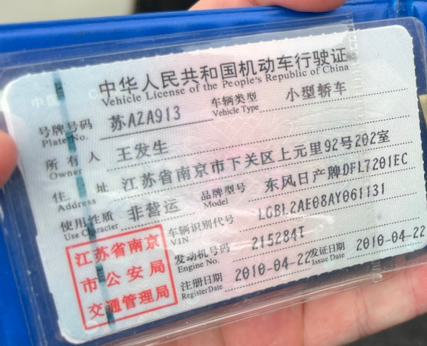 中华人民共和国机动车行驶证
Vehicle License of the People's Republic of China
号牌号码 苏A2A913 车辆类型 小型轿车
Plate No. Vehicle Type
所有人 王发生
Owner
住址 江苏省南京市下关区上元里92号202室
Address
使用性质 非营运 品牌型号 东风日产牌DFL7201EC
Use Character Model
车辆识别代号 LGBL2AE08AY061131
VIN
发动机号码 215284T
Engine No.
注册日期 2010-04-22 发证日期 2010-04-22
Register Date Issue Date
江苏省南京
市公安局
交通管理局